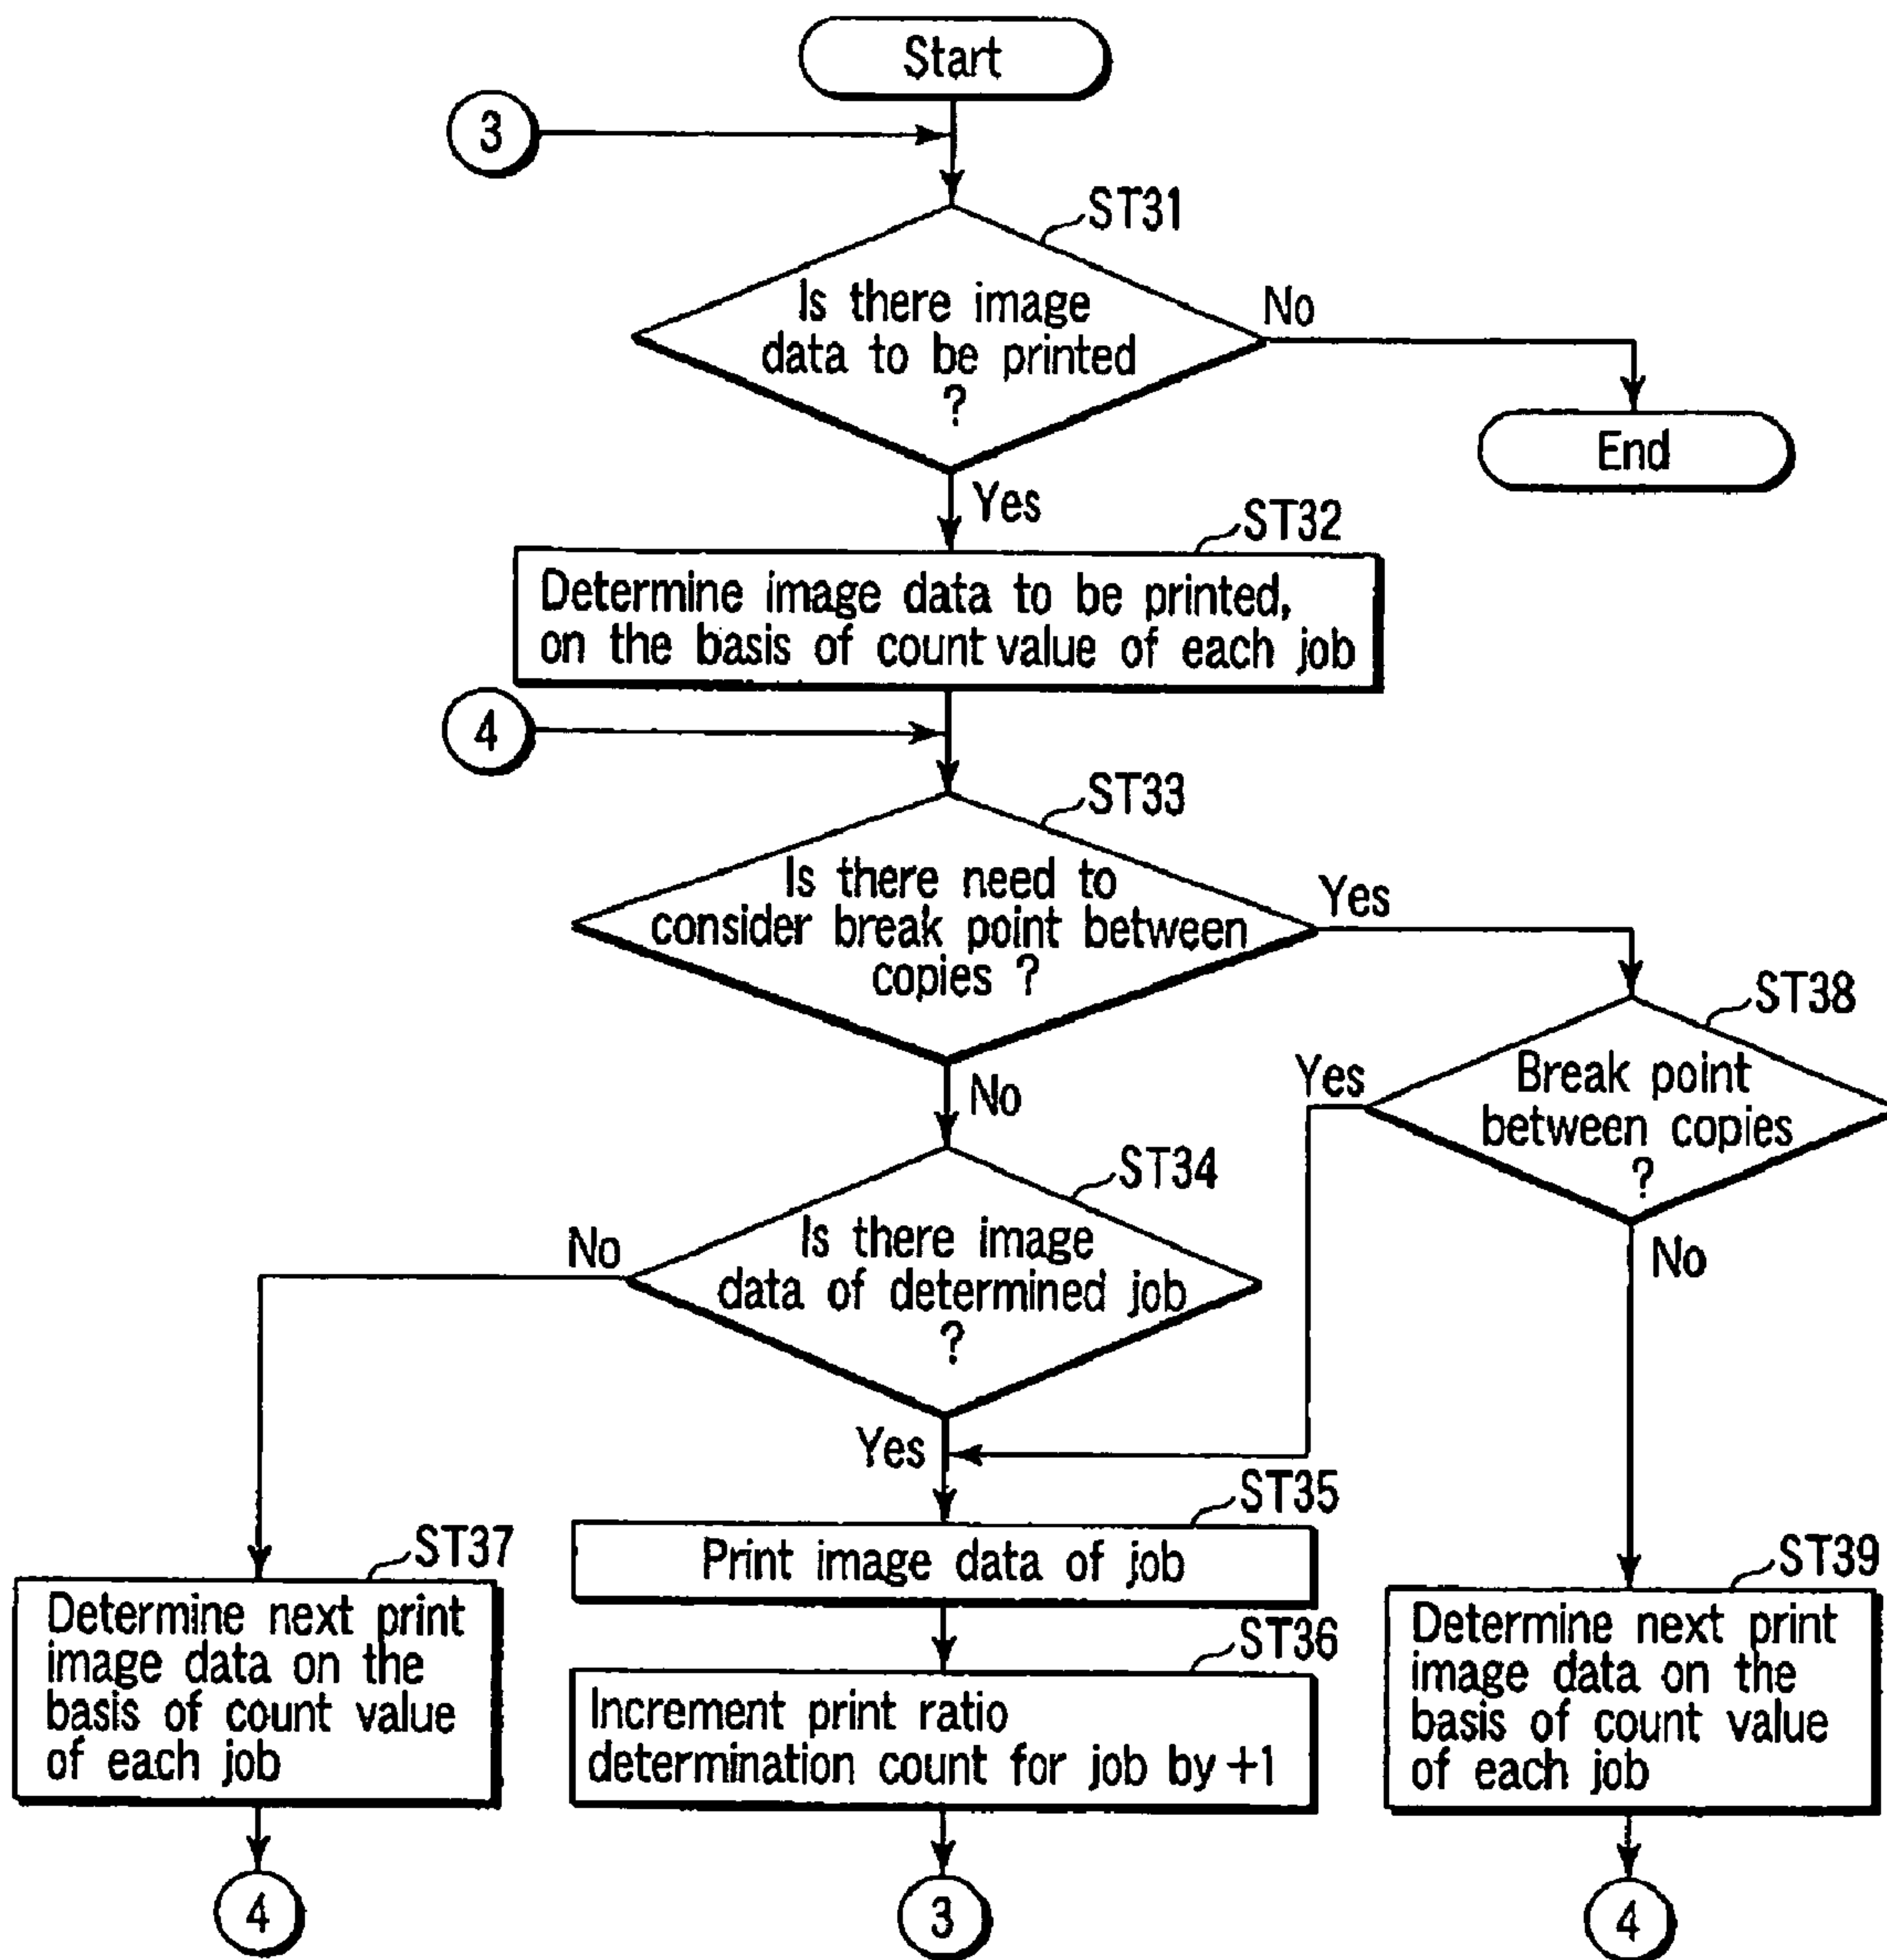 Start
3
ST31
Is there image
data to be printed
?
No
End
Yes
ST32
Determine image data to be printed,
on the basis of count value of each job
4
ST33
Is there need to
consider break point between
copies ?
Yes
ST38
Break point
between copies
?
Yes
No
No
ST34
Is there image
data of determined job
?
No
Yes
ST35
Print image data of job
ST37
Determine next print
image data on the
basis of count value
of each job
ST36
Increment print ratio
determination count for job by +1
ST39
Determine next print
image data on the
basis of count value
of each job
4
3
4